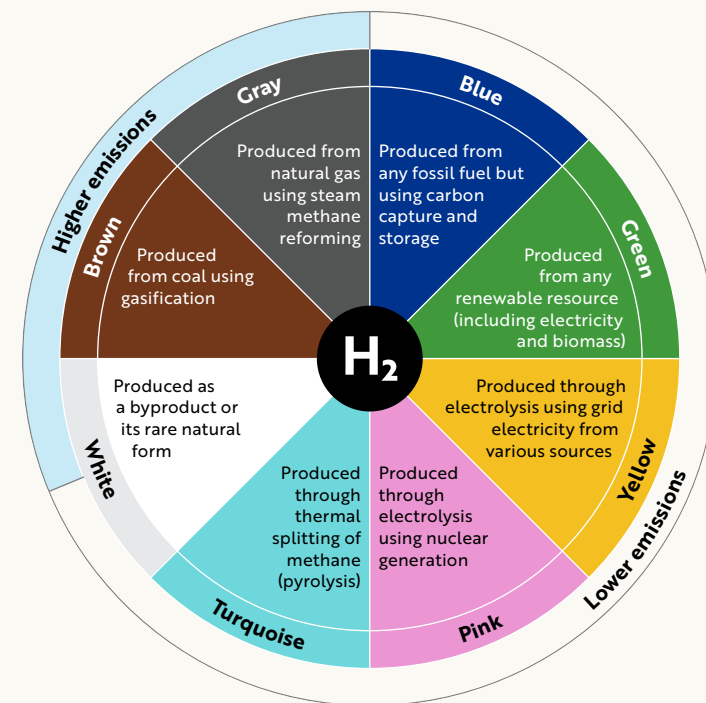 Higher emissions
Gray
Produced from
natural gas
using steam
methane
reforming
Blue
Produced from
any fossil fuel but
using carbon
capture and
storage
Green
Produced
from any
renewable resource
(including electricity
and biomass)
Yellow
Produced through
electrolysis using grid
electricity from
various sources
Lower emissions
Pink
Produced
through
electrolysis
using nuclear
generation
Turquoise
Produced
through
thermal
splitting of
methane
(pyrolysis)
White
Produced as
a byproduct or
its rare natural
form
Brown
Produced
from coal using
gasification
H₂